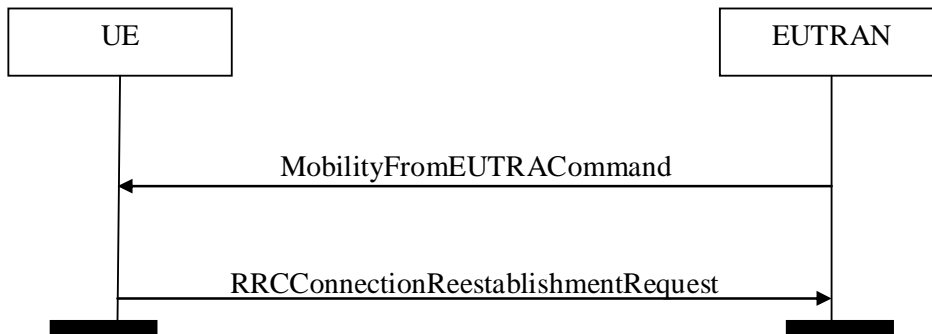 UE
EUTRAN
MobilityFromEUTRACommand
RRCConnectionReestablishmentRequest